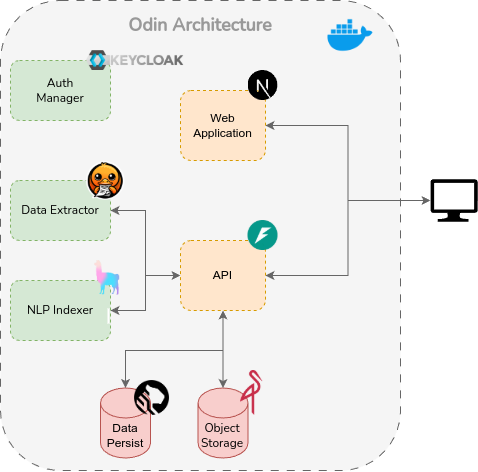 Odin Architecture
KEYCLOAK
Auth
Manager
N
Web
Application
Data Extractor
API
NLP Indexer
Data
Persist
Object
Storage